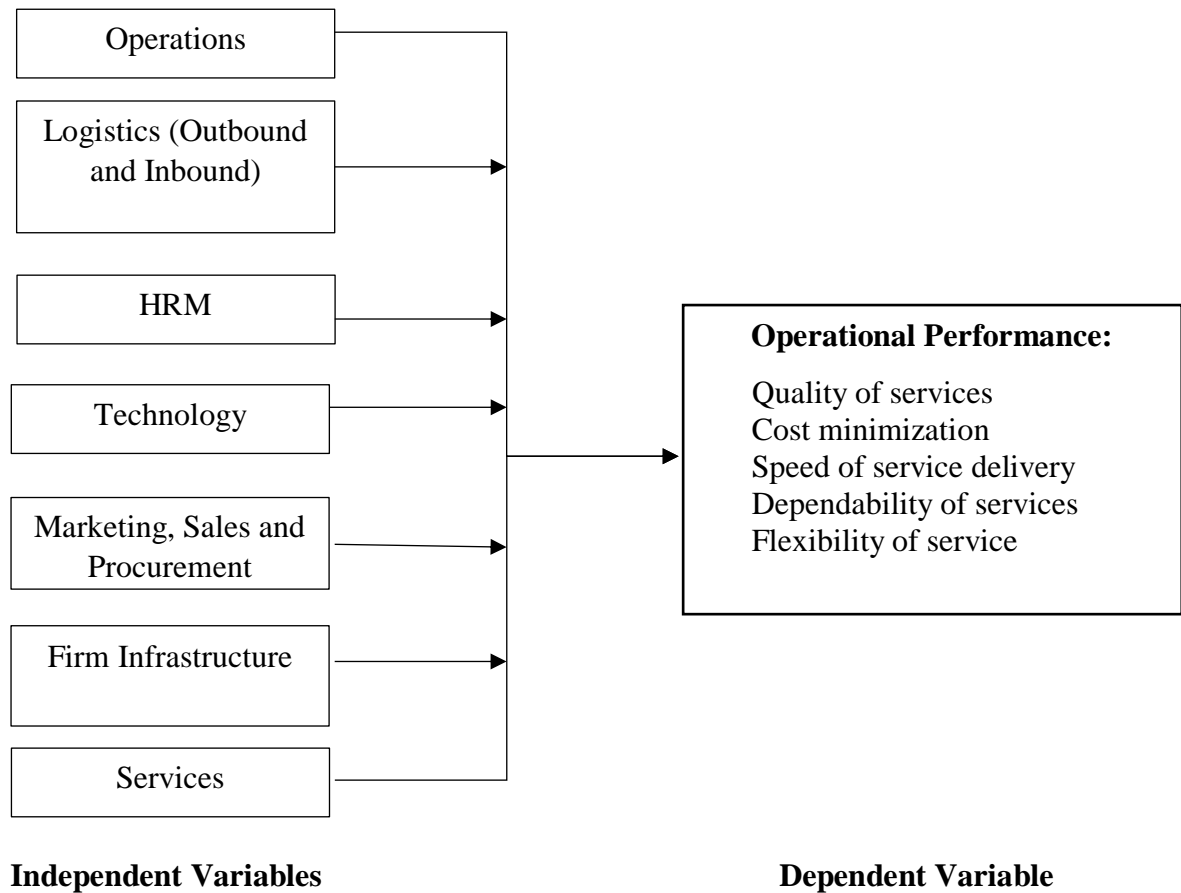 Operations
Logistics (Outbound
and Inbound)
HRM
Technology
Marketing, Sales and
Procurement
Firm Infrastructure
Services
Independent Variables
Operational Performance:
Quality of services
Cost minimization
Speed of service delivery
Dependability of services
Flexibility of service
Dependent Variable